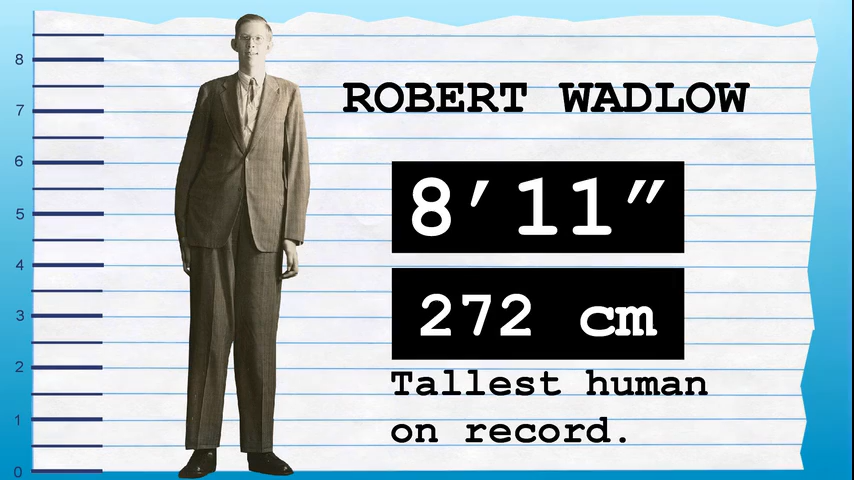 ROBERT WADLOW
8′11″
272 cm
Tallest human
on record.
8
7
6
5
4
3
2
1
0